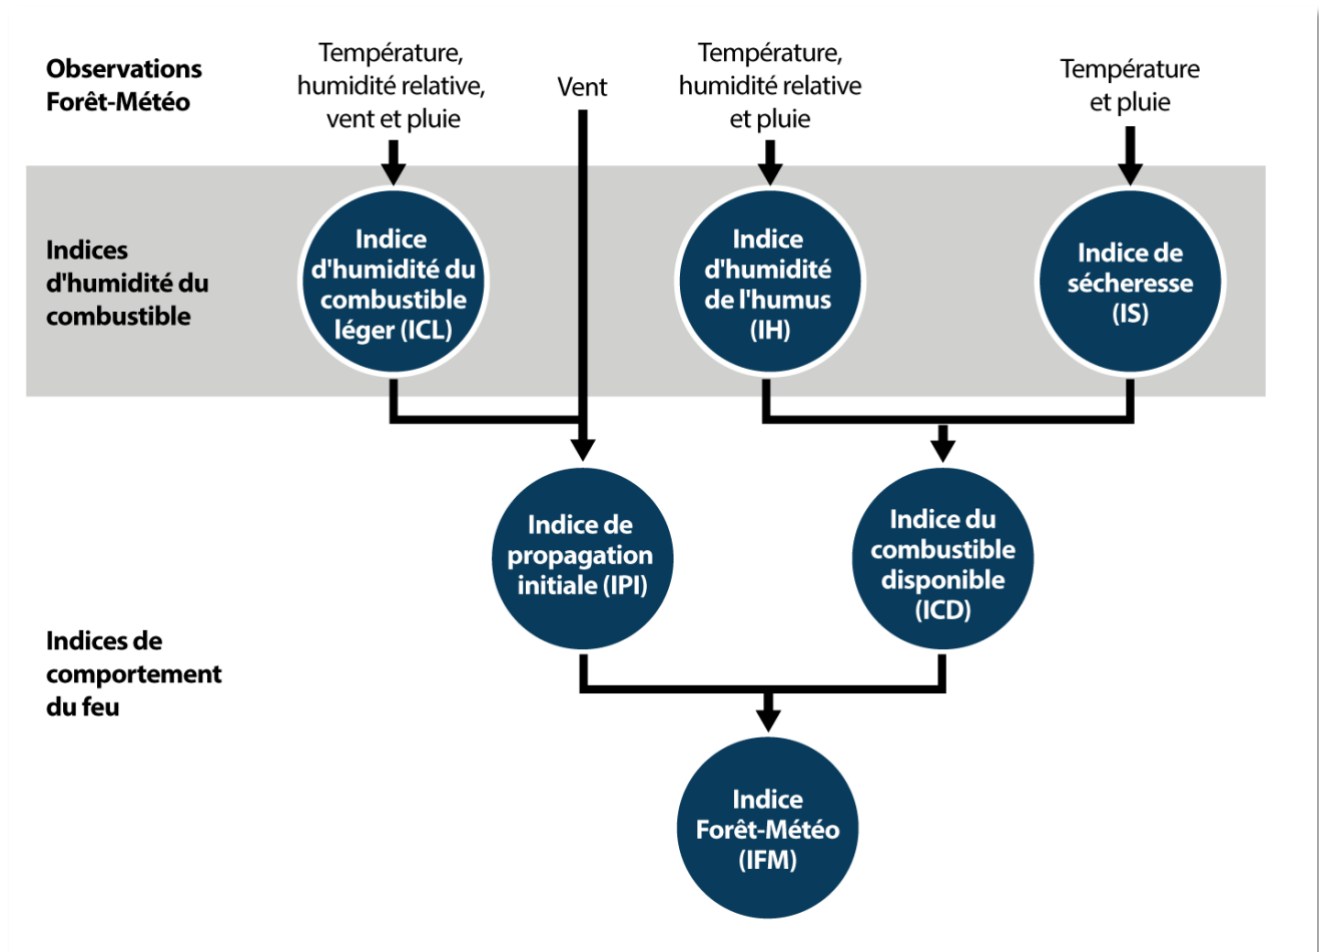 Observations
Forêt-Météo
Température,
humidité relative,
vent et pluie
Vent
Température,
humidité relative
et pluie
Température
et pluie
Indices
d'humidité du
combustible
Indice
d'humidité du
combustible
léger (ICL)
Indice
d'humidité
de l'humus
(IH)
Indice de
sécheresse
(IS)
Indice de
propagation
initiale (IPI)
Indice du
combustible
disponible
(ICD)
Indices de
comportement
du feu
Indice
Forêt-Météo
(IFM)